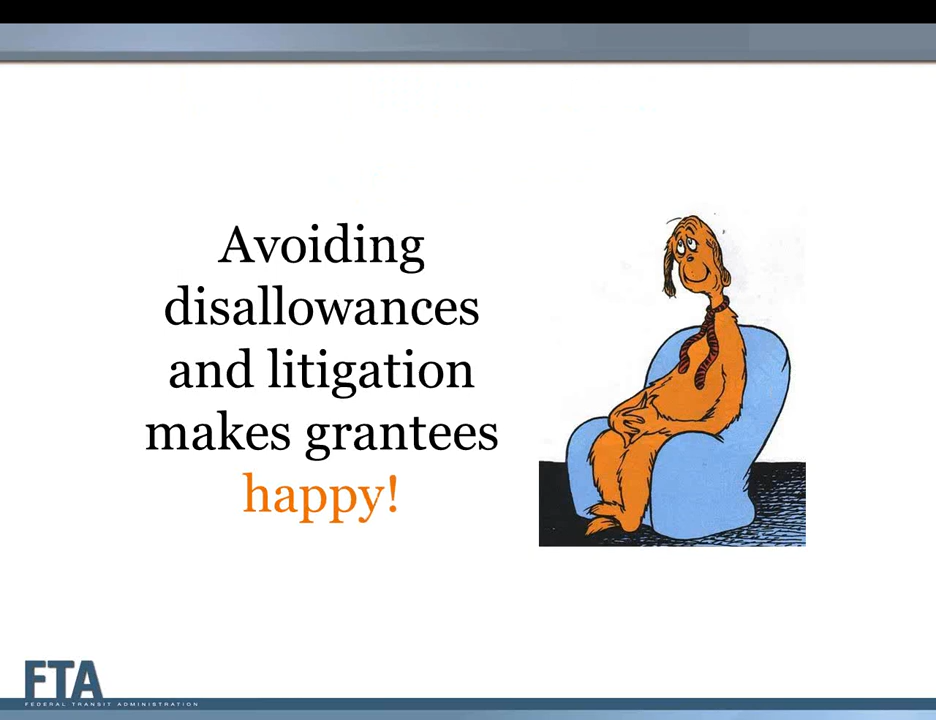 Avoiding
disallowances
and litigation
makes grantees
happy!
FTA
FEDERAL TRANSIT ADMINISTRATION